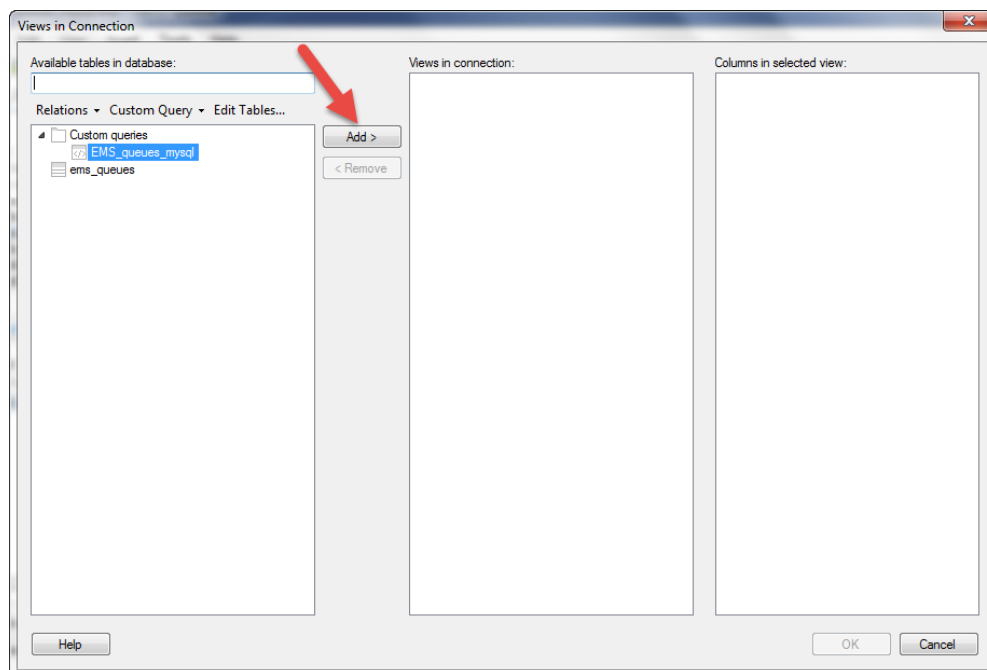 Views in Connection
Available tables in database:
Views in connection:
Columns in selected view:
Relations
Custom Query
Edit Tables...
Custom queries
Add >
EMS_queues_mysql
ems_queues
< Remove
Help
OK
Cancel